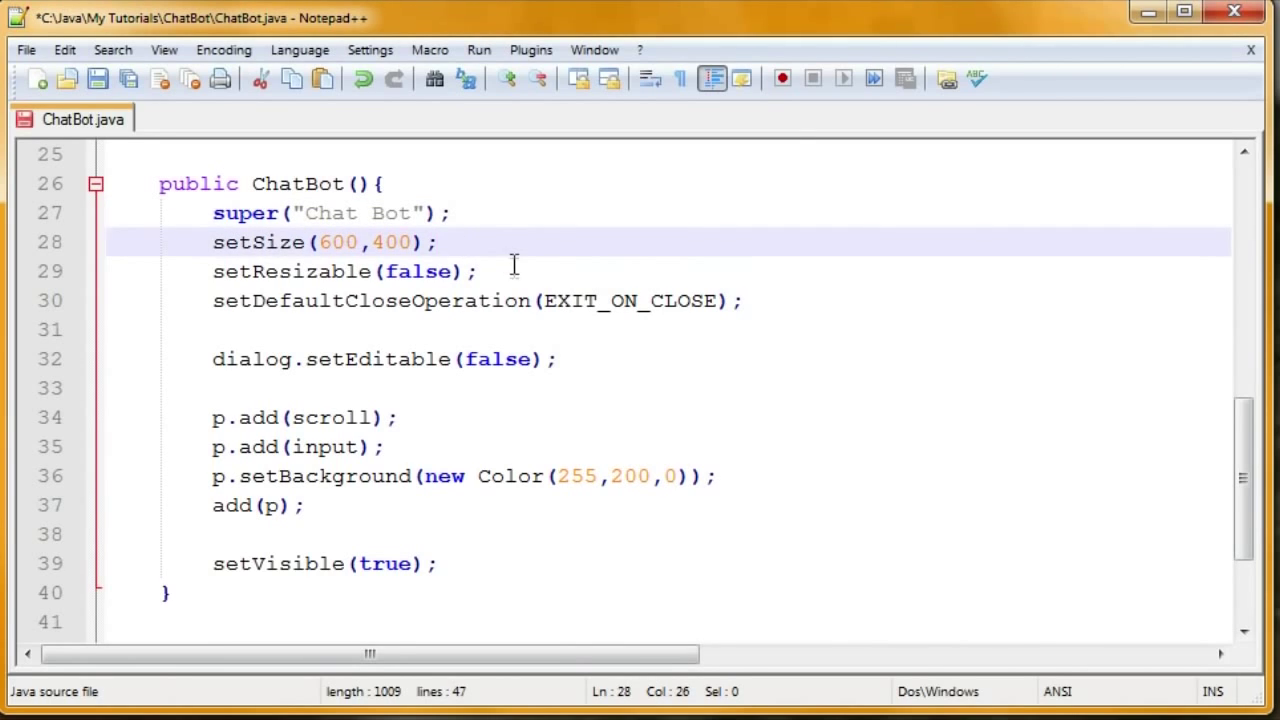 *C:\Java\My Tutorials\ChatBot\ChatBot.java - Notepad++
File Edit Search View Encoding Language Settings Macro Run Plugins Window ? X
ABC
ChatBot.java
25
26 public ChatBot(){
27 super("Chat Bot");
28 setSize(600,400);
29 setResizable(false);
30 setDefaultCloseOperation(EXIT_ON_CLOSE);
31
32 dialog.setEditable(false);
33
34 p.add(scroll);
35 p.add(input);
36 p.setBackground(new Color(255,200,0));
37 add(p);
38
39 setVisible(true);
40 }
41
Java source file length : 1009 lines : 47 Ln : 28 Col : 26 Sel : 0 Dos\Windows ANSI INS